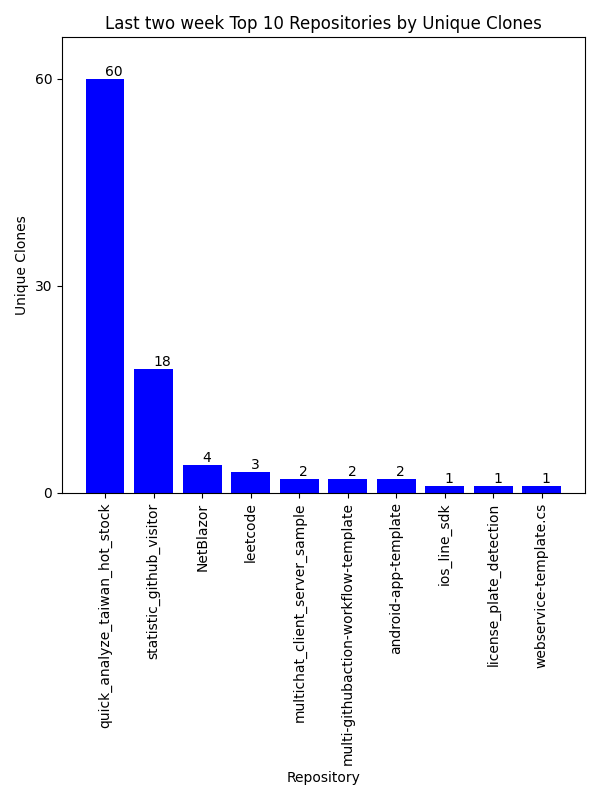 Last two week Top 10 Repositories by Unique Clones
Unique Clones
60
30
0
60
18
4
3
2
2
2
1
1
1
quick_analyze_taiwan_hot_stock
statistic_github_visitor
NetBlazor
leetcode
multichat_client_server_sample
multi-githubaction-workflow-template
android-app-template
ios_line_sdk
license_plate_detection
webservice-template.cs
Repository